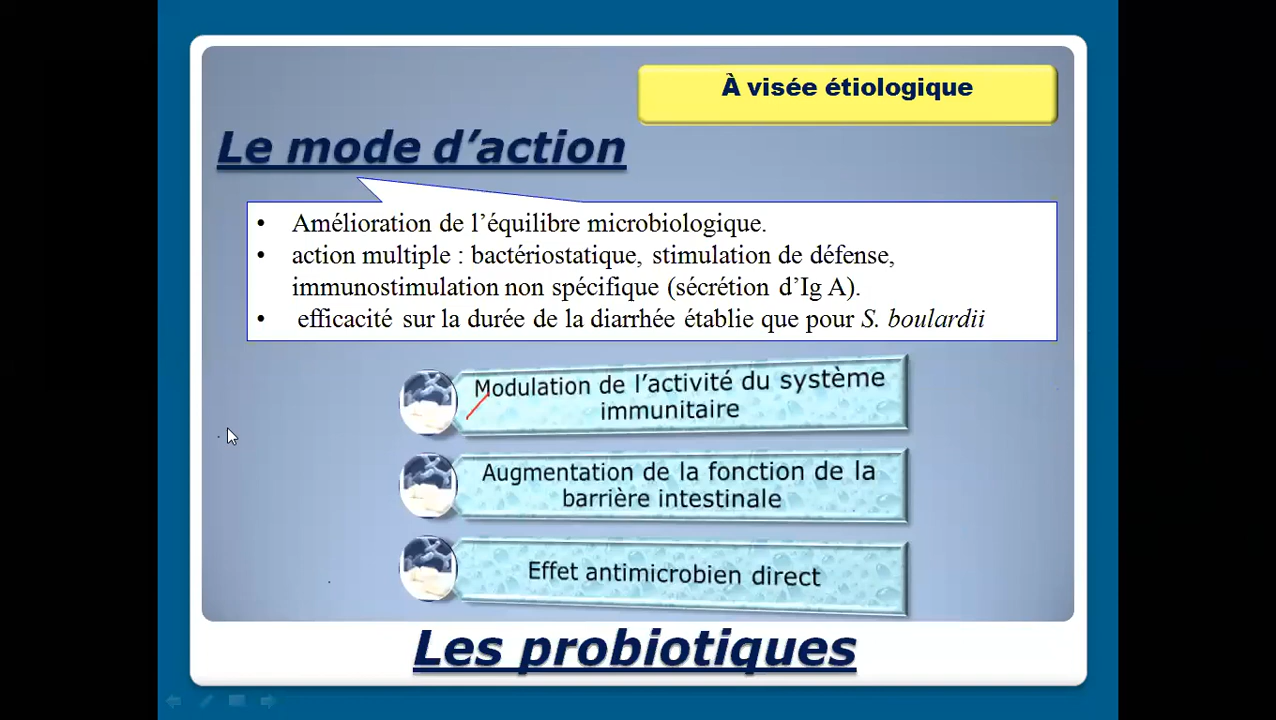 À visée étiologique
Le mode d’action
• Amélioration de l’équilibre microbiologique.
• action multiple : bactériostatique, stimulation de défense,
immunostimulation non spécifique (sécrétion d’Ig A).
• efficacité sur la durée de la diarrhée établie que pour S. boulardii
Modulation de l’activité du système
immunitaire
Augmentation de la fonction de la
barrière intestinale
Effet antimicrobien direct
Les probiotiques